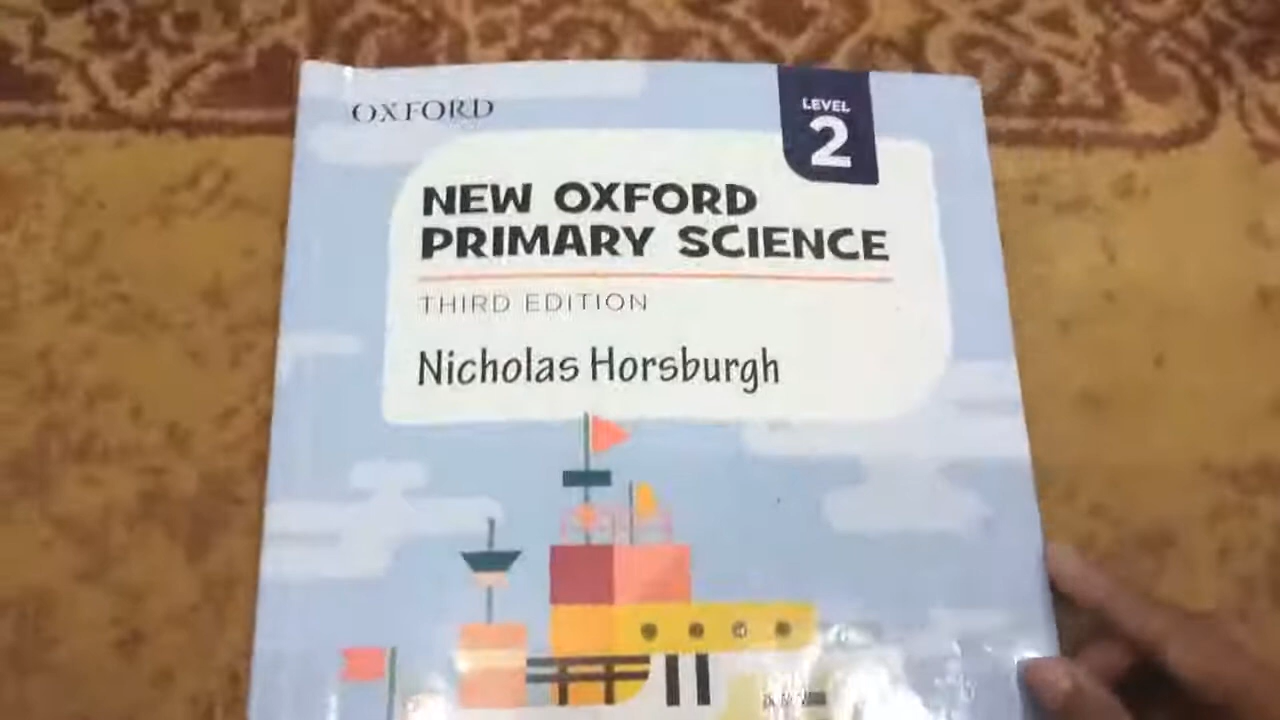 OXFORD
LEVEL
2
NEW OXFORD
PRIMARY SCIENCE
THIRD EDITION
Nicholas Horsburgh